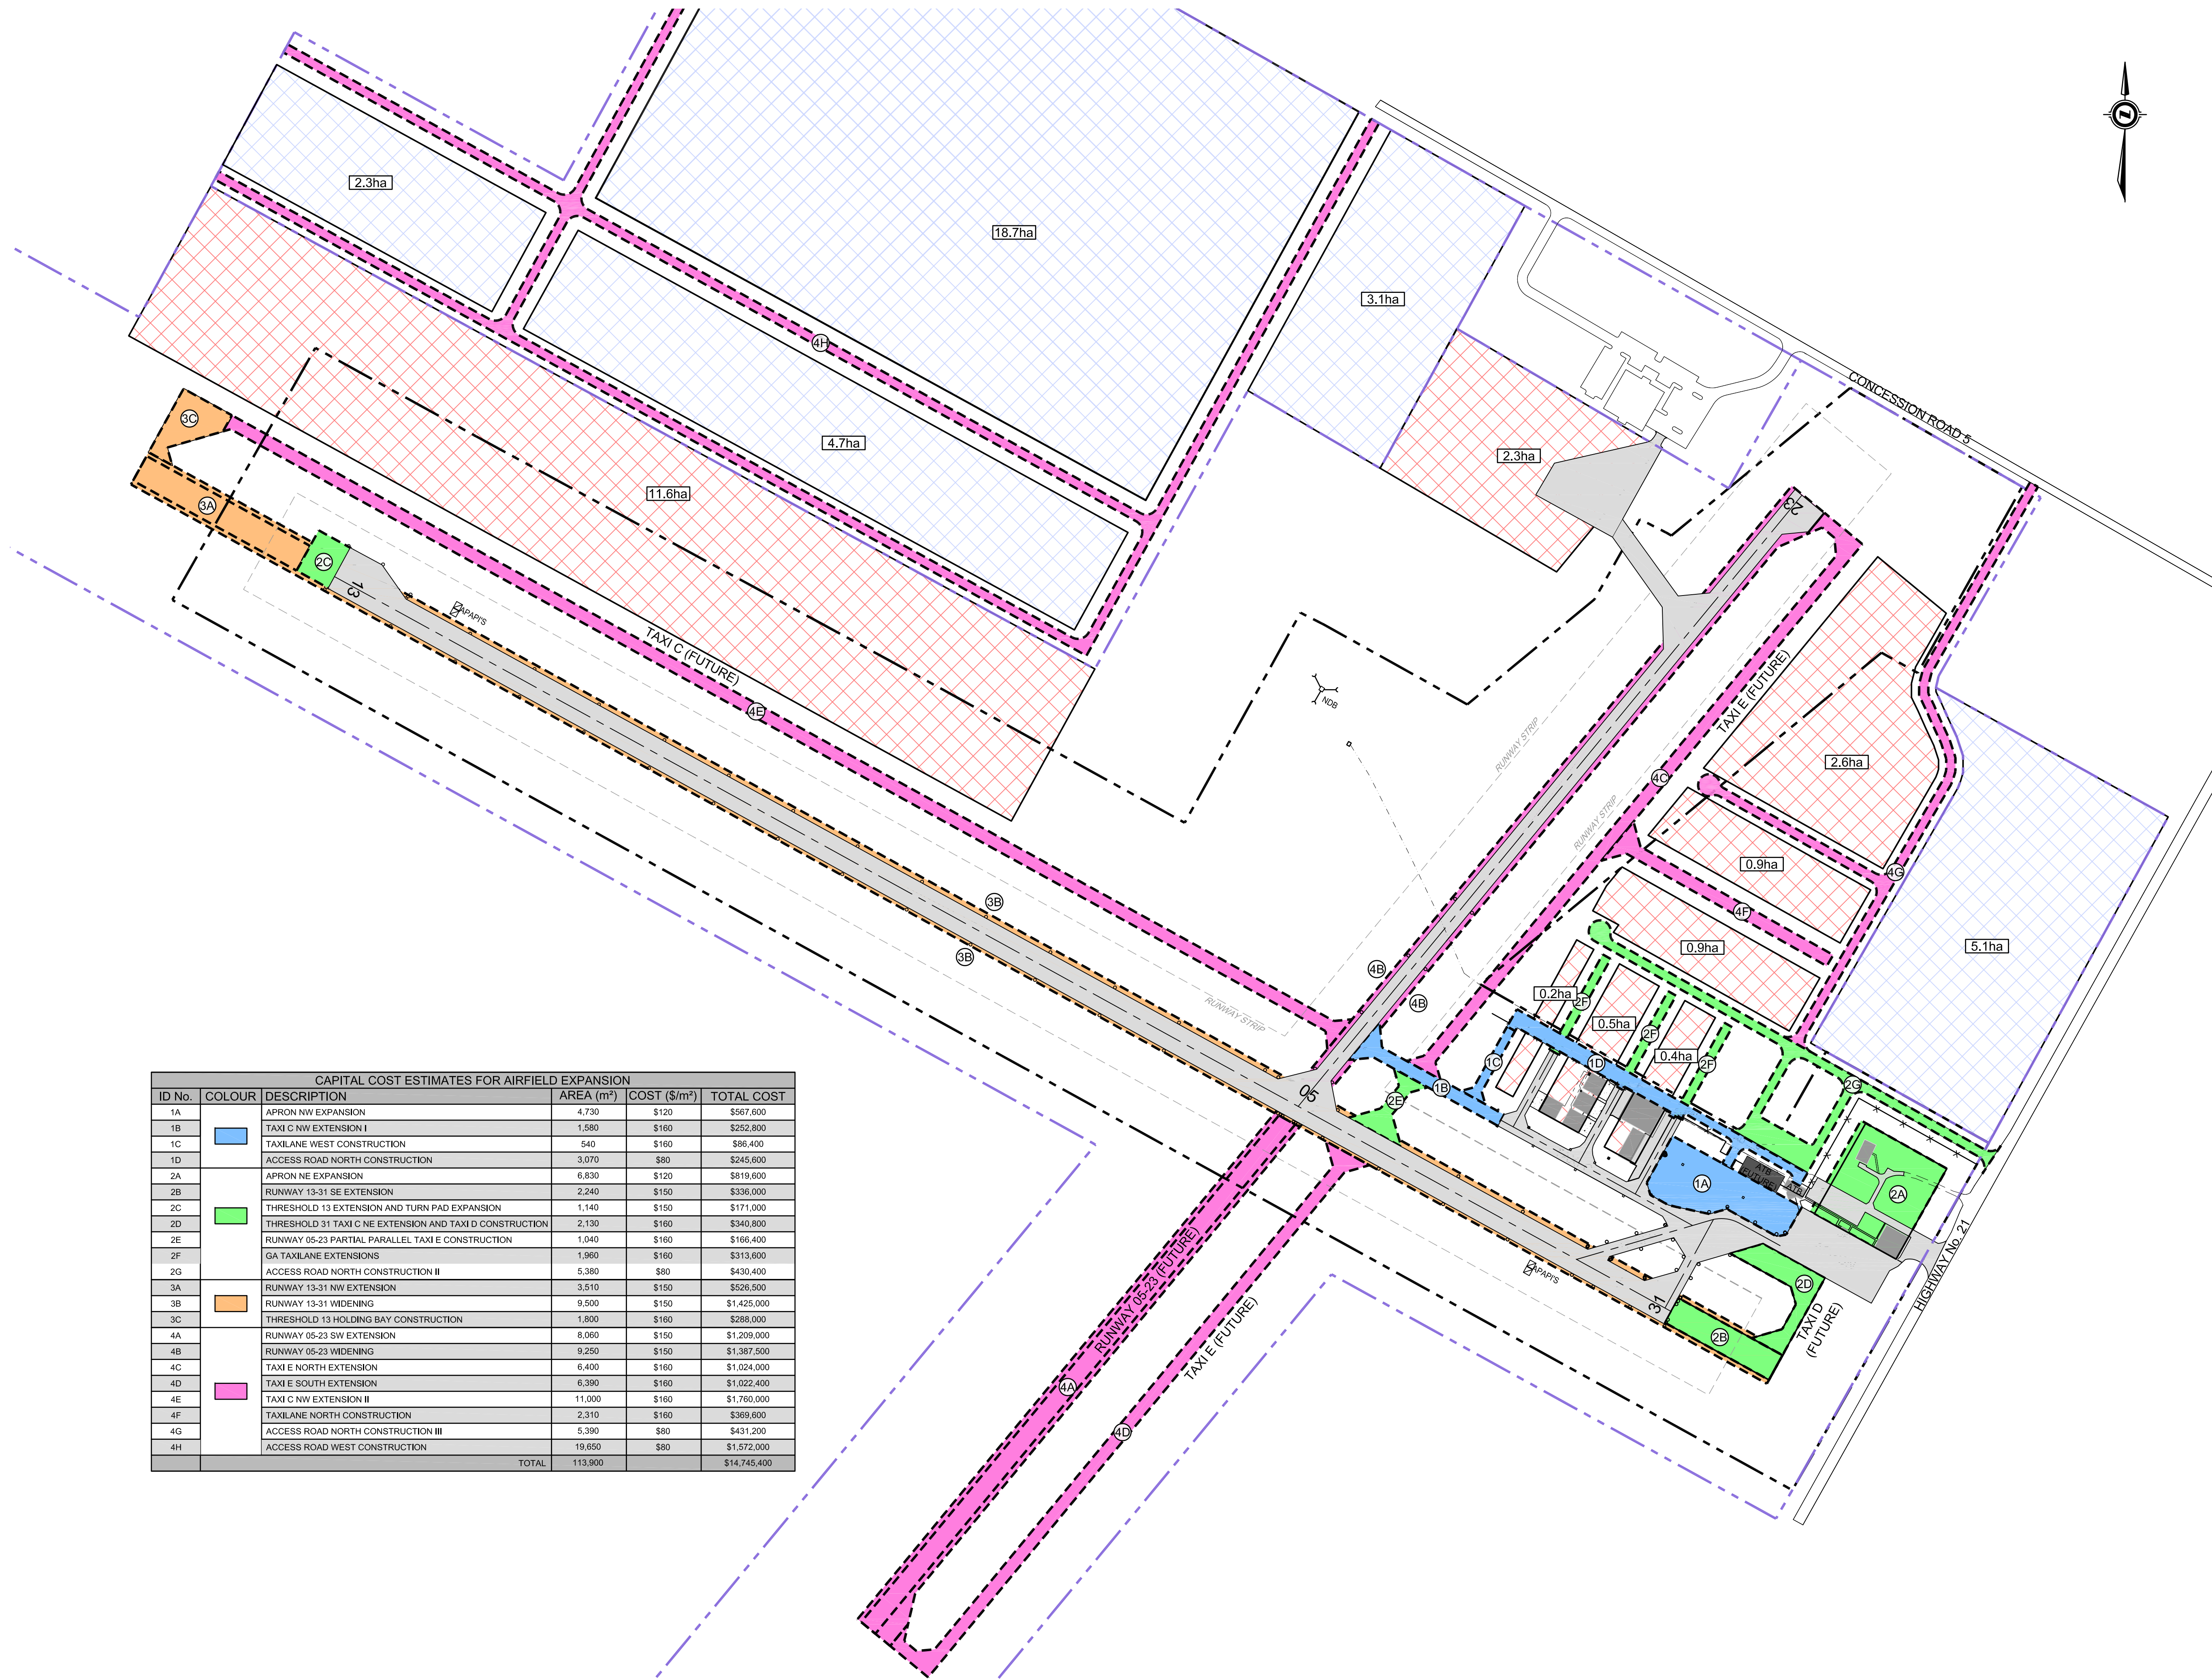 2.3ha
18.7ha
3.1ha
4H
CONCESSION ROAD 5
3C
4.7ha
2.3ha
11.6ha
3A
23
2C
13
APAPI'S
TAXI C (FUTURE)
4E
NDB
RUNWAY STRIP
TAXI E (FUTURE)
2.6ha
4C
RUNWAY STRIP
0.9ha
4G
3B
4F
3B
0.9ha
5.1ha
4B
4B
RUNWAY STRIP
0.2ha
2F
0.5ha
2F
0.4ha
2F
1C
1D
1B
2E
05
2G
ATB
(FUTURE)
ATB
1A
2A
HIGHWAY No. 21
APAPI'S
31
2D
2B
TAXI D
(FUTURE)
RUNWAY 05-23 (FUTURE)
TAXI E (FUTURE)
4A
4D
CAPITAL COST ESTIMATES FOR AIRFIELD EXPANSION
ID No. COLOUR DESCRIPTION AREA (m²) COST ($/m²) TOTAL COST
1A APRON NW EXPANSION 4,730 $120 $567,600
1B TAXI C NW EXTENSION I 1,580 $160 $252,800
1C TAXILANE WEST CONSTRUCTION 540 $160 $86,400
1D ACCESS ROAD NORTH CONSTRUCTION 3,070 $80 $245,600
2A APRON NE EXPANSION 6,830 $120 $819,600
2B RUNWAY 13-31 SE EXTENSION 2,240 $150 $336,000
2C THRESHOLD 13 EXTENSION AND TURN PAD EXPANSION 1,140 $150 $171,000
2D THRESHOLD 31 TAXI C NE EXTENSION AND TAXI D CONSTRUCTION 2,130 $160 $340,800
2E RUNWAY 05-23 PARTIAL PARALLEL TAXI E CONSTRUCTION 1,040 $160 $166,400
2F GA TAXILANE EXTENSIONS 1,960 $160 $313,600
2G ACCESS ROAD NORTH CONSTRUCTION II 5,380 $80 $430,400
3A RUNWAY 13-31 NW EXTENSION 3,510 $150 $526,500
3B RUNWAY 13-31 WIDENING 9,500 $150 $1,425,000
3C THRESHOLD 13 HOLDING BAY CONSTRUCTION 1,800 $160 $288,000
4A RUNWAY 05-23 SW EXTENSION 8,060 $150 $1,209,000
4B RUNWAY 05-23 WIDENING 9,250 $150 $1,387,500
4C TAXI E NORTH EXTENSION 6,400 $160 $1,024,000
4D TAXI E SOUTH EXTENSION 6,390 $160 $1,022,400
4E TAXI C NW EXTENSION II 11,000 $160 $1,760,000
4F TAXILANE NORTH CONSTRUCTION 2,310 $160 $369,600
4G ACCESS ROAD NORTH CONSTRUCTION III 5,390 $80 $431,200
4H ACCESS ROAD WEST CONSTRUCTION 19,650 $80 $1,572,000
TOTAL 113,900 $14,745,400